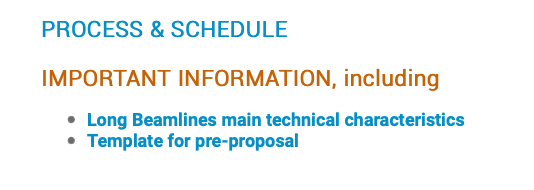 PROCESS & SCHEDULE
IMPORTANT INFORMATION, including
• Long Beamlines main technical characteristics
• Template for pre-proposal